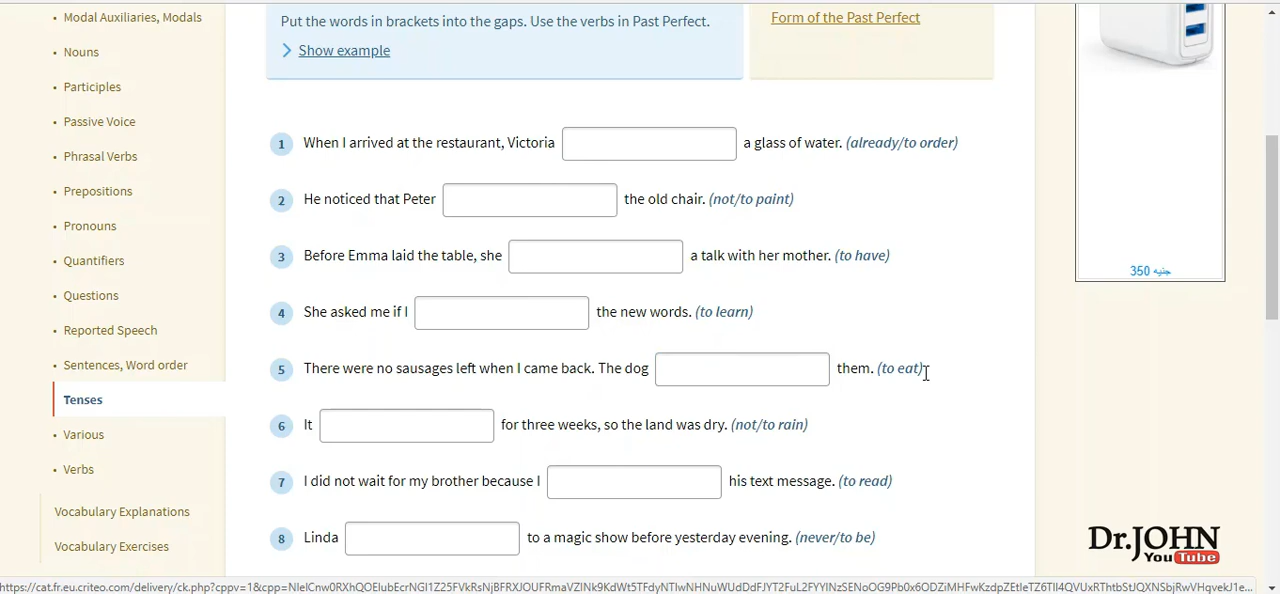 Modal Auxiliaries, Modals
Nouns
Participles
Passive Voice
Phrasal Verbs
Prepositions
Pronouns
Quantifiers
Questions
Reported Speech
Sentences, Word order
Tenses
Various
Verbs
Vocabulary Explanations
Vocabulary Exercises
Put the words in brackets into the gaps. Use the verbs in Past Perfect.
Show example
Form of the Past Perfect
1 When I arrived at the restaurant, Victoria a glass of water. (already/to order)
2 He noticed that Peter the old chair. (not/to paint)
3 Before Emma laid the table, she a talk with her mother. (to have)
4 She asked me if I the new words. (to learn)
5 There were no sausages left when I came back. The dog them. (to eat)
6 It for three weeks, so the land was dry. (not/to rain)
7 I did not wait for my brother because I his text message. (to read)
8 Linda to a magic show before yesterday evening. (never/to be)
350 جنيه
Dr.JOHN
YouTube